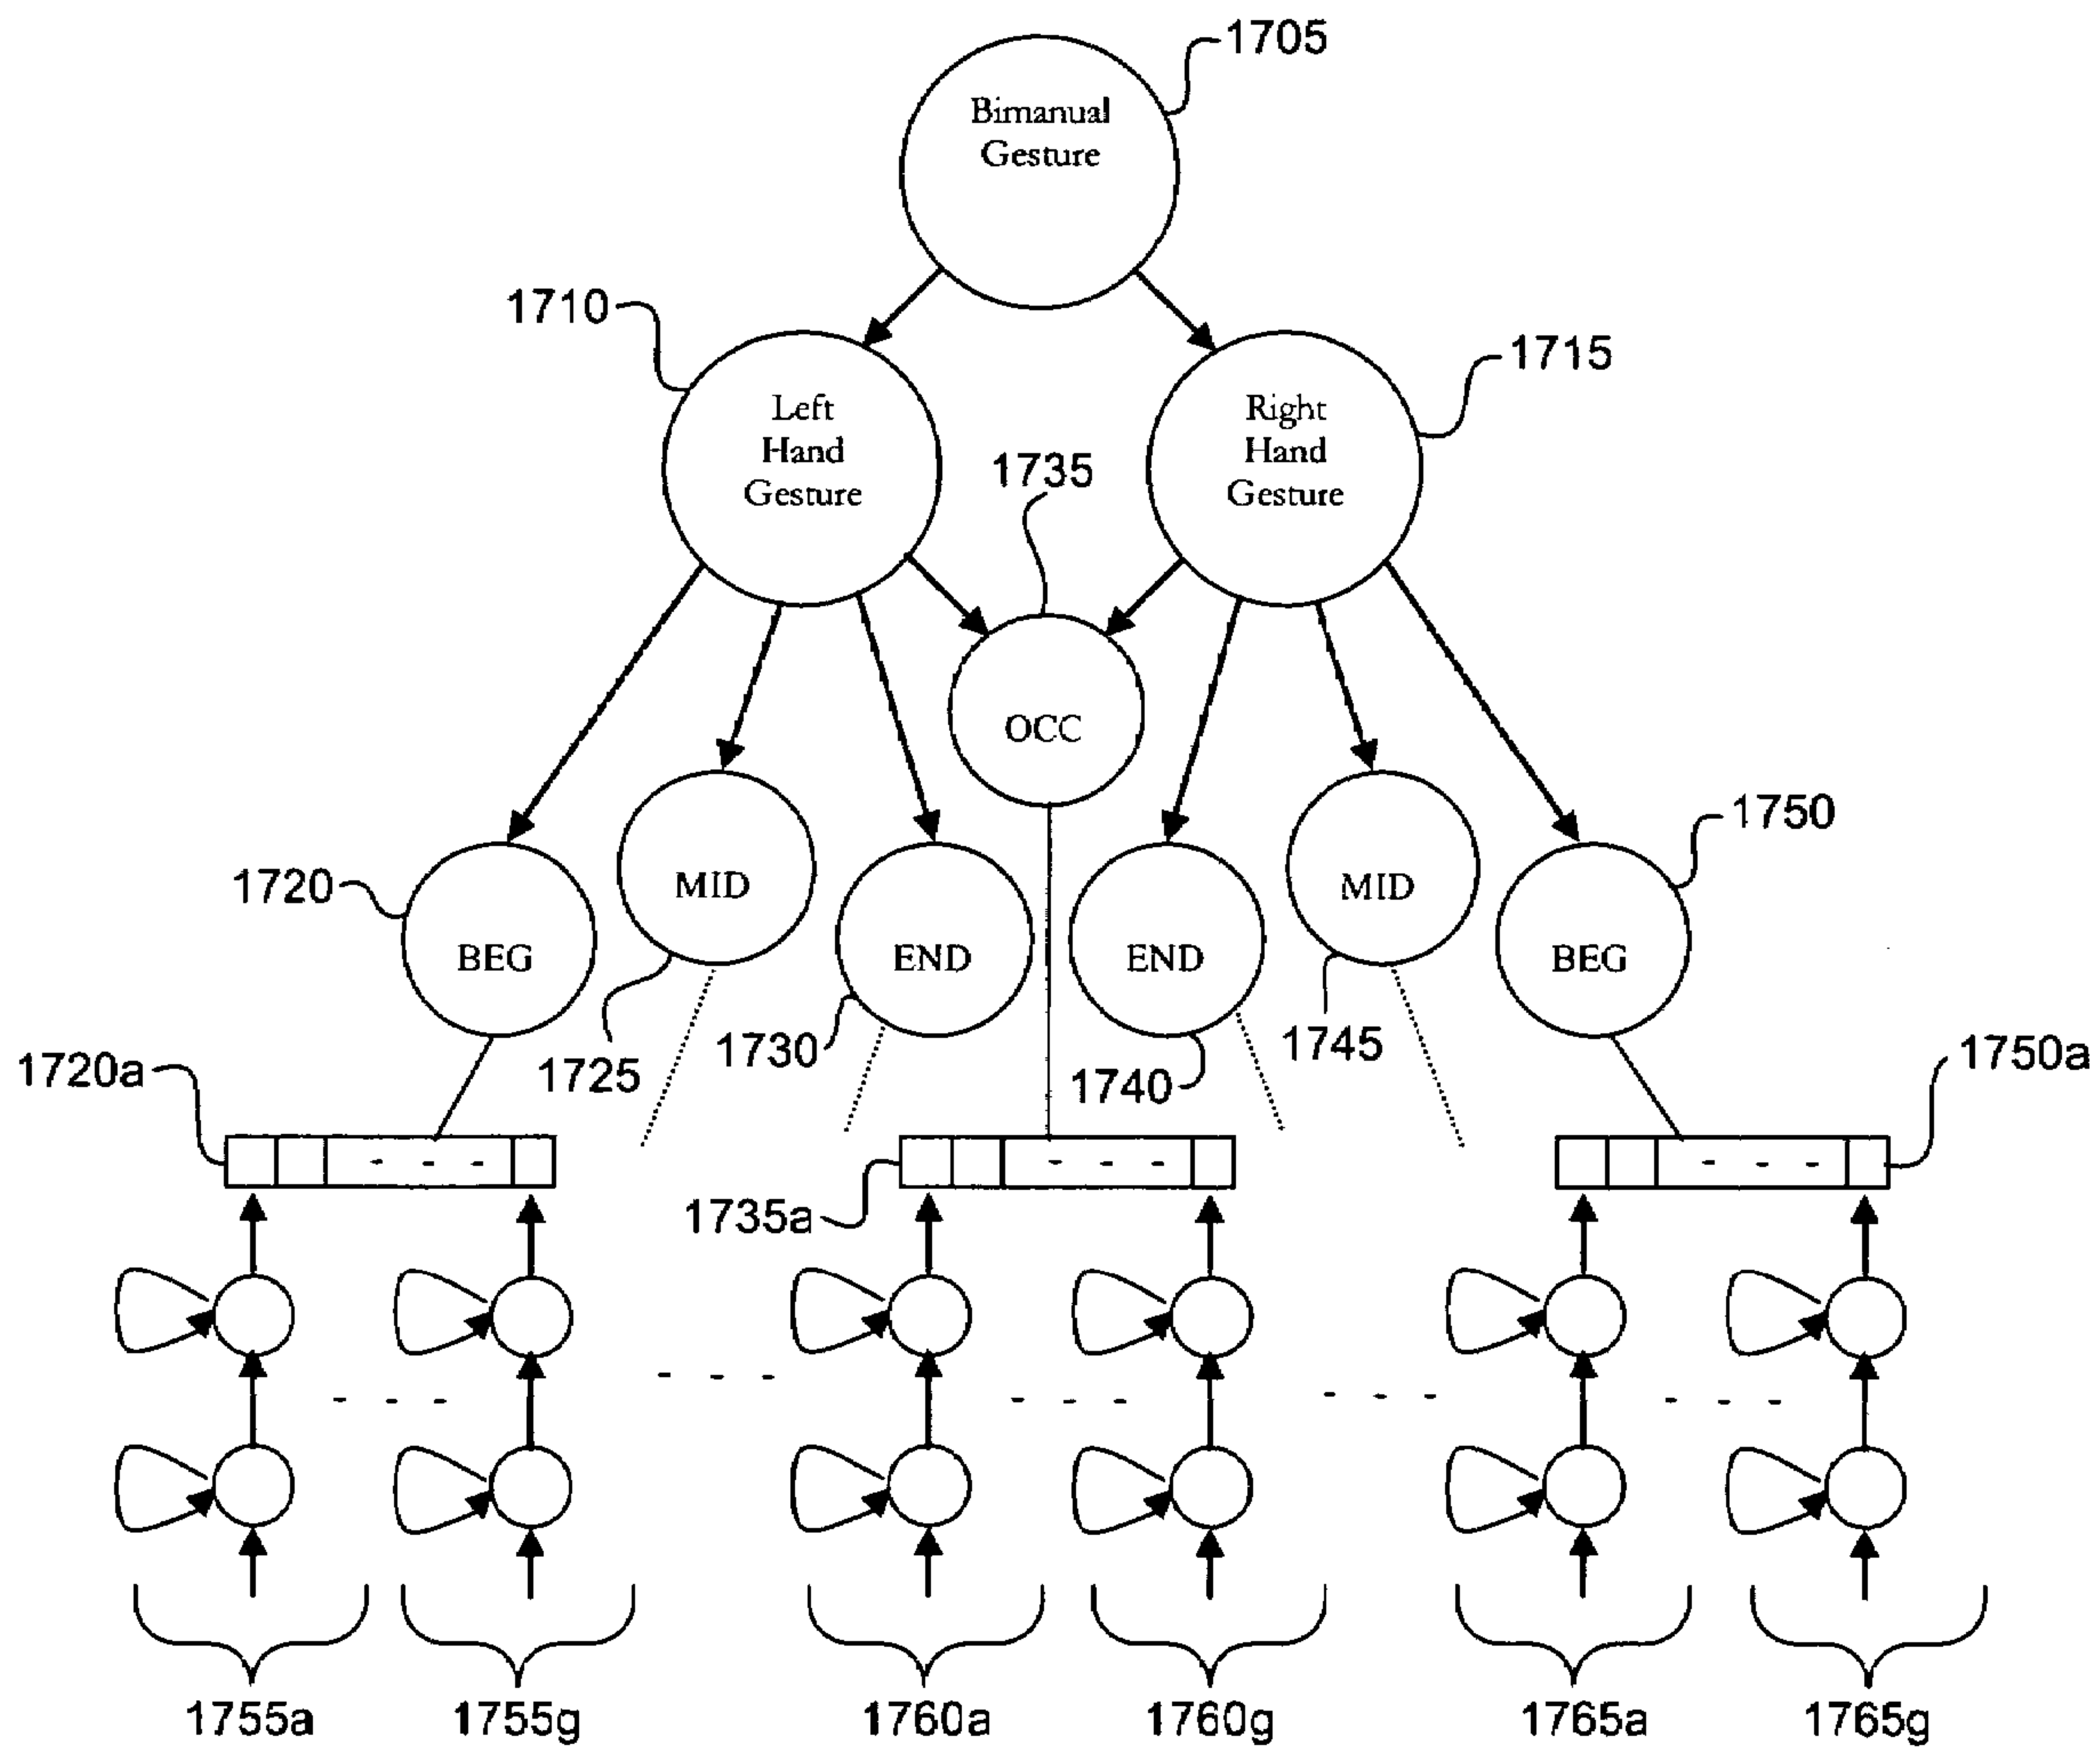 1705
Bimanual
Gesture
1710
1715
Left
Hand
Gesture
Right
Hand
Gesture
1735
OCC
1750
1720
MID
MID
BEG
END
END
BEG
1725
1730
1740
1745
1720a
1750a
1735a
1755a
1755g
1760a
1760g
1765a
1765g